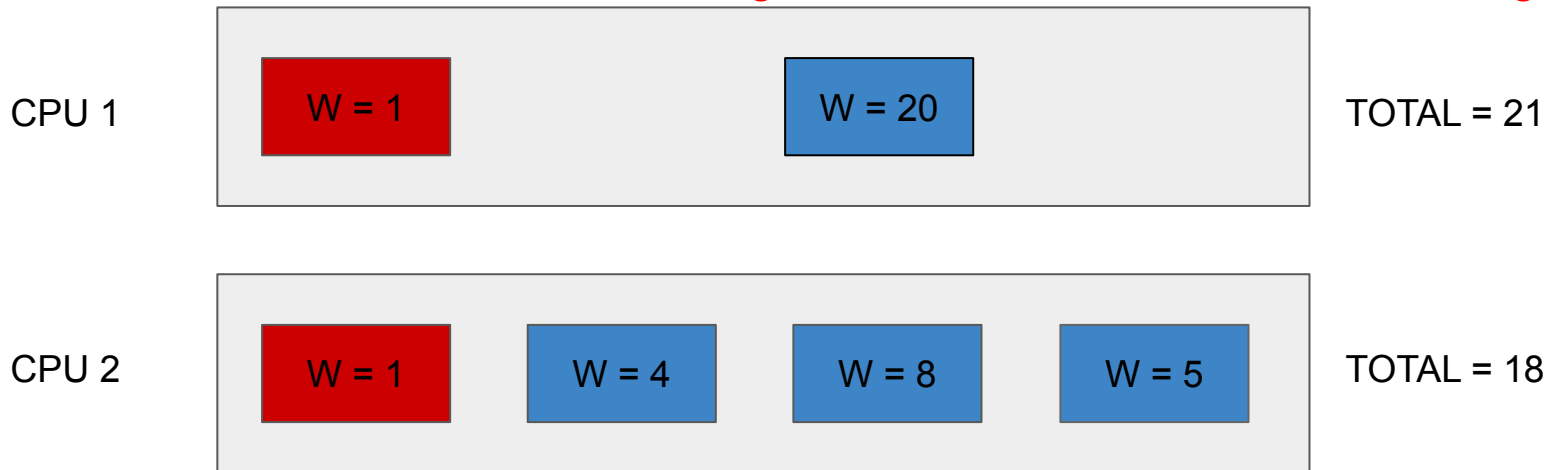 CPU 1
W = 1
W = 20
TOTAL = 21
CPU 2
W = 1
W = 4
W = 8
W = 5
TOTAL = 18